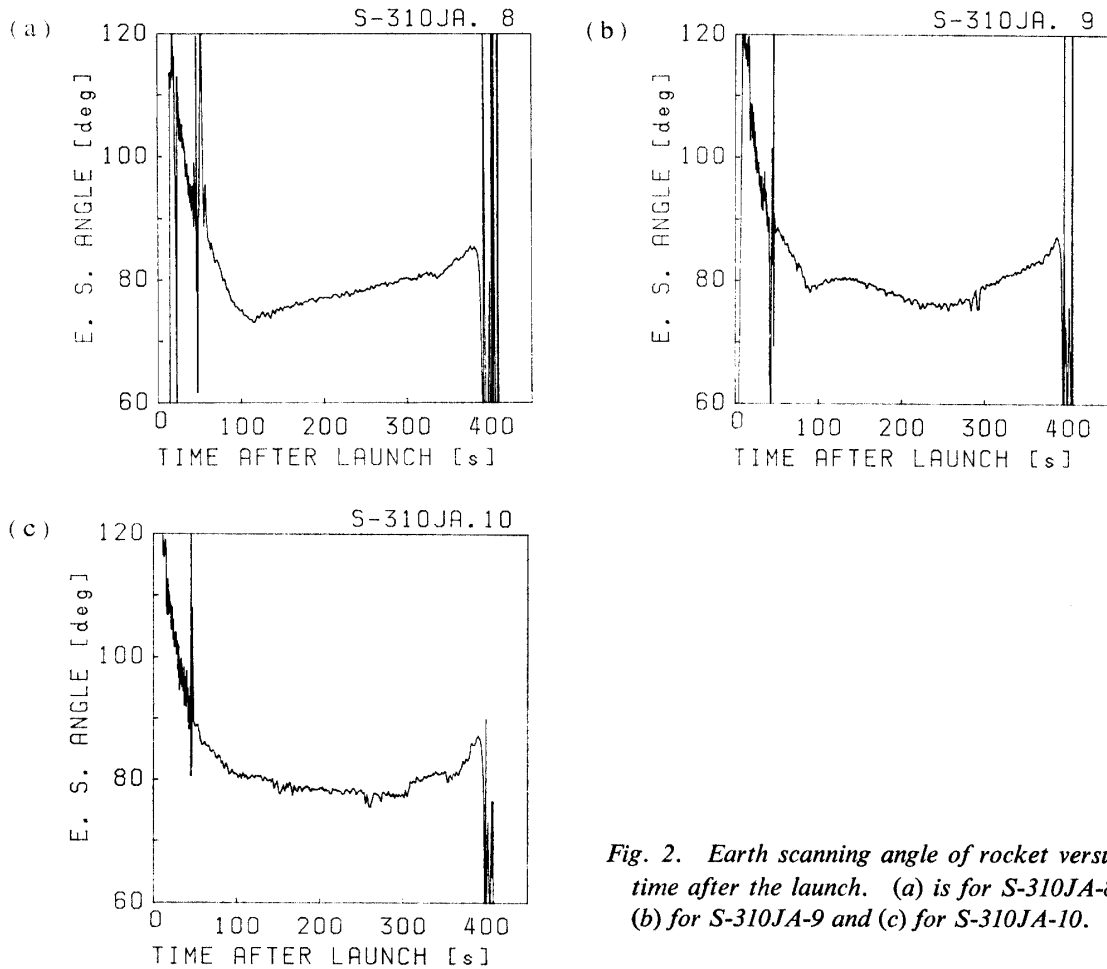 (a)
S-310JA. 8
120
100
80
60
E. S. ANGLE [deg]
0 100 200 300 400
TIME AFTER LAUNCH [s]
(b)
S-310JA. 9
120
100
80
60
E. S. ANGLE [deg]
0 100 200 300 400
TIME AFTER LAUNCH [s]
(c)
S-310JA.10
120
100
80
60
E. S. ANGLE [deg]
0 100 200 300 400
TIME AFTER LAUNCH [s]
Fig. 2. Earth scanning angle of rocket versu
time after the launch. (a) is for S-310JA-8
(b) for S-310JA-9 and (c) for S-310JA-10.